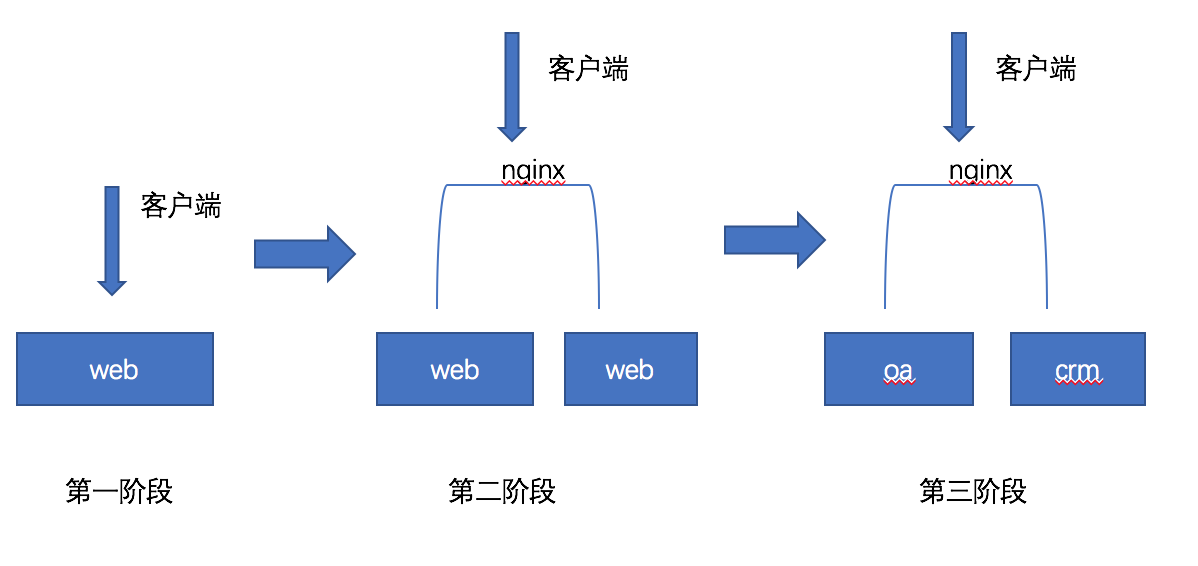 客户端
web
第一阶段
客户端
nginx
web
web
第二阶段
客户端
nginx
oa
crm
第三阶段